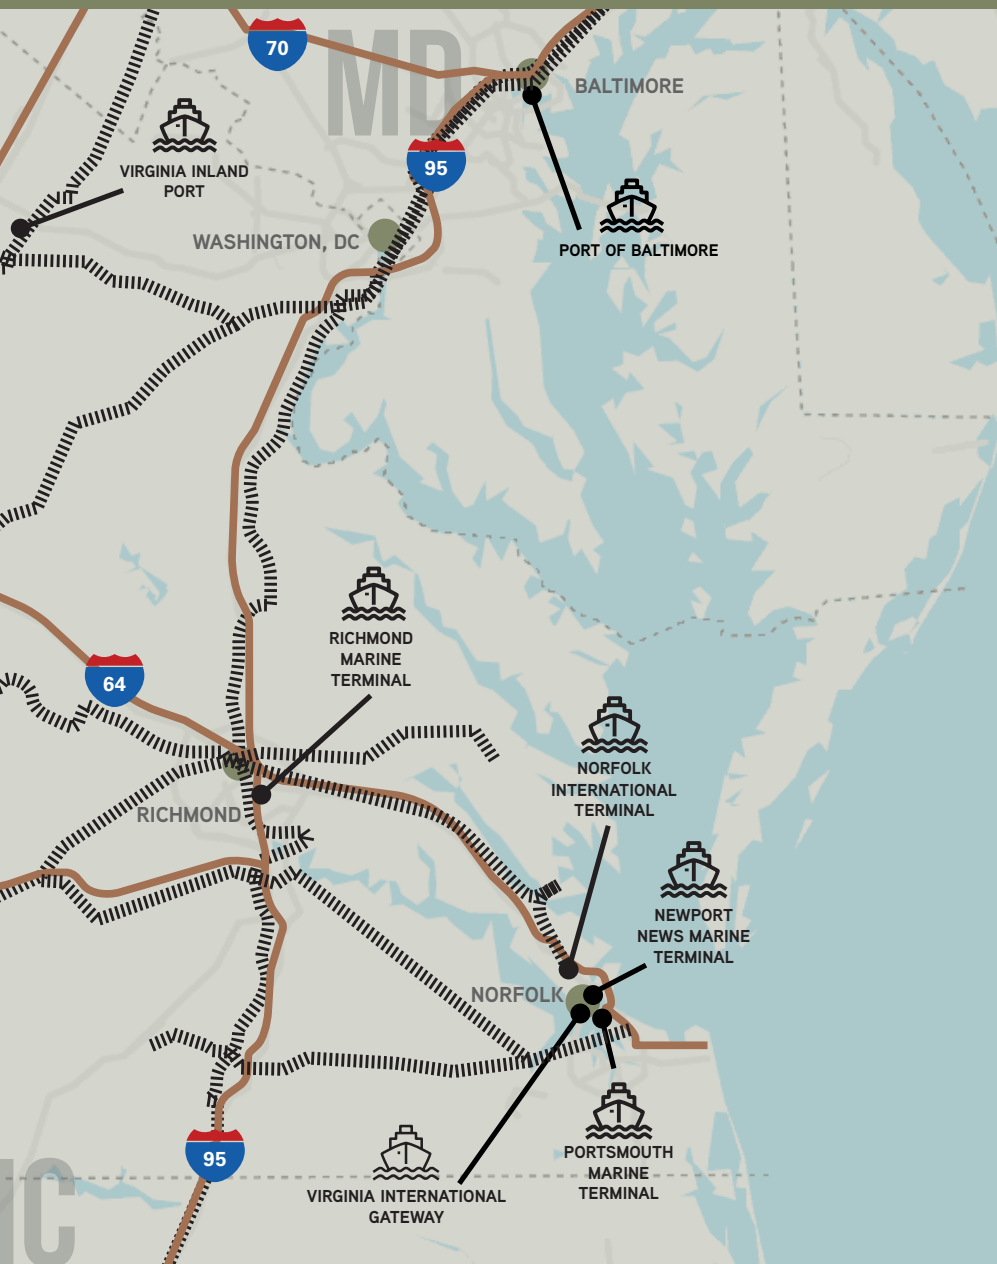 70
MD
BALTIMORE
95
VIRGINIA INLAND
PORT
WASHINGTON, DC
PORT OF BALTIMORE
RICHMOND
MARINE
TERMINAL
64
NORFOLK
INTERNATIONAL
TERMINAL
RICHMOND
NEWPORT
NEWS MARINE
TERMINAL
NORFOLK
95
PORTSMOUTH
MARINE
TERMINAL
VIRGINIA INTERNATIONAL
GATEWAY
NC